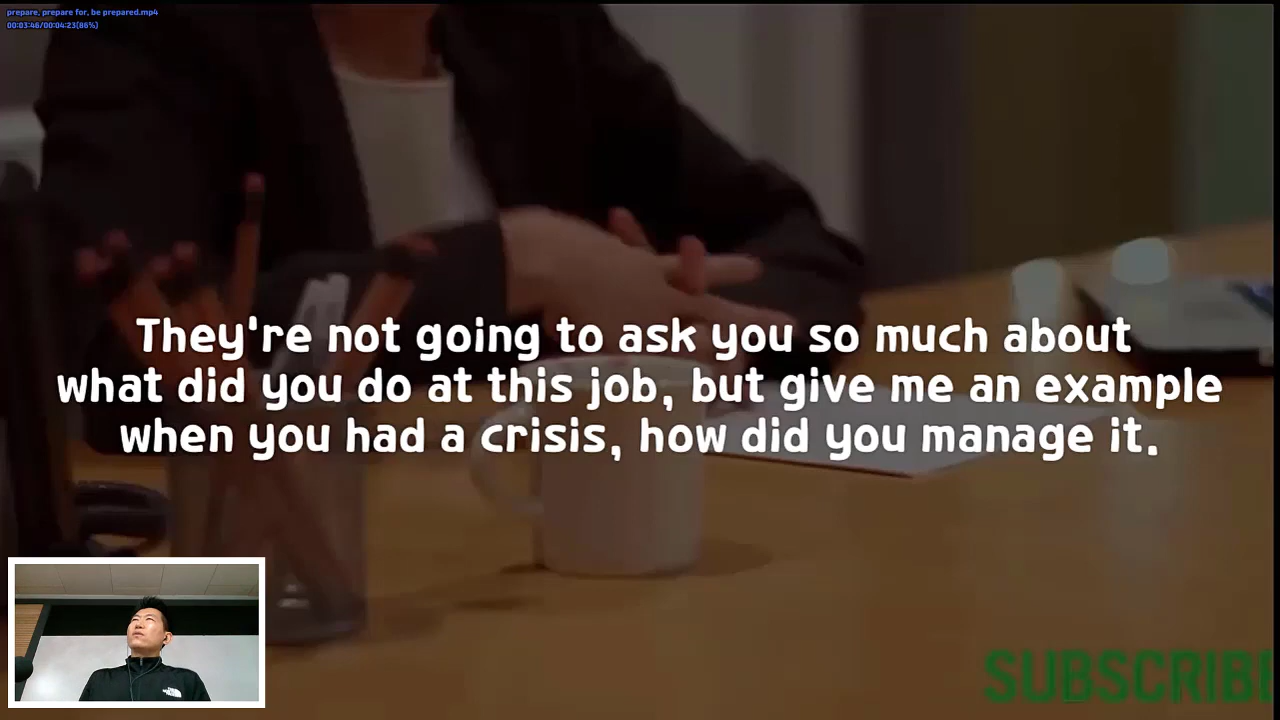 prepare, prepare for, be prepared.mp4
00:03:46/00:04:23(86%)
They're not going to ask you so much about
what did you do at this job, but give me an example
when you had a crisis, how did you manage it.
SUBSCRIBE